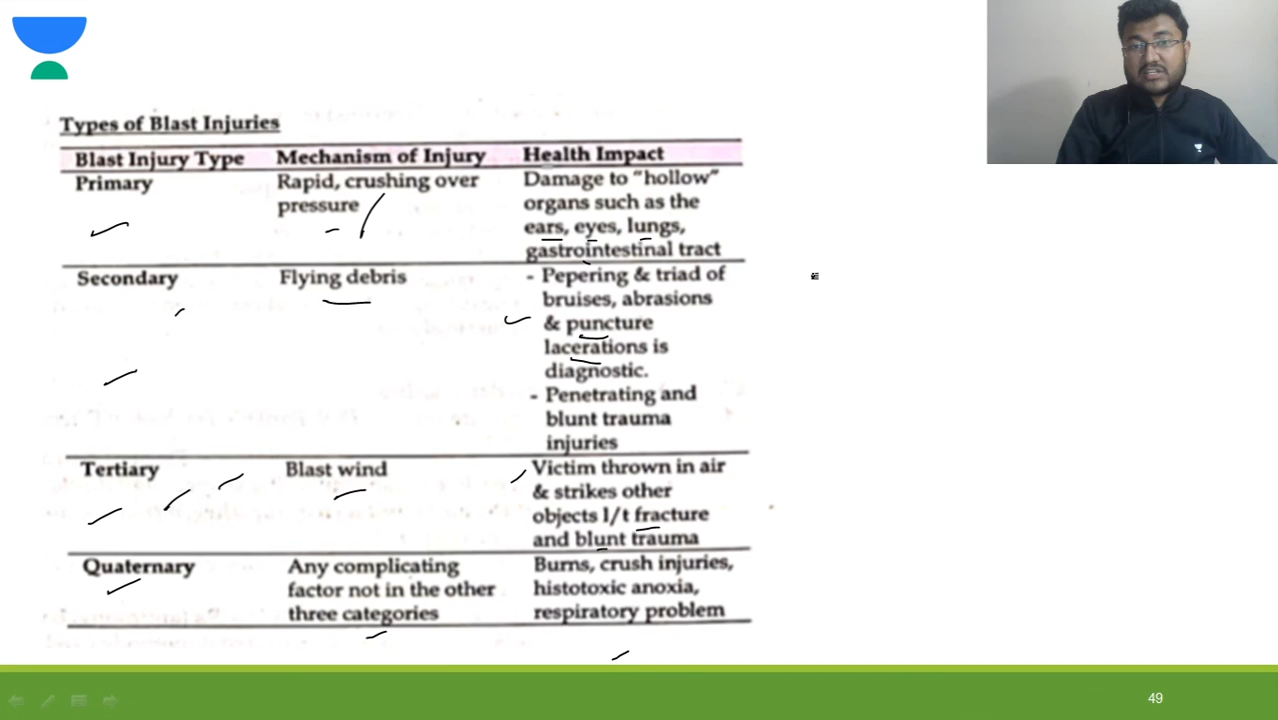 Types of Blast Injuries
Blast Injury Type Mechanism of Injury Health Impact
Primary Rapid, crushing over Damage to "hollow"
pressure organs such as the
ears, eyes, lungs,
gastrointestinal tract
Secondary Flying debris - Pepering & triad of
bruises, abrasions
& puncture
lacerations is
diagnostic.
- Penetrating and
blunt trauma
injuries
Tertiary Blast wind Victim thrown in air
& strikes other
objects l/t fracture
and blunt trauma
Quaternary Any complicating Burns, crush injuries,
factor not in the other histotoxic anoxia,
three categories respiratory problem
49